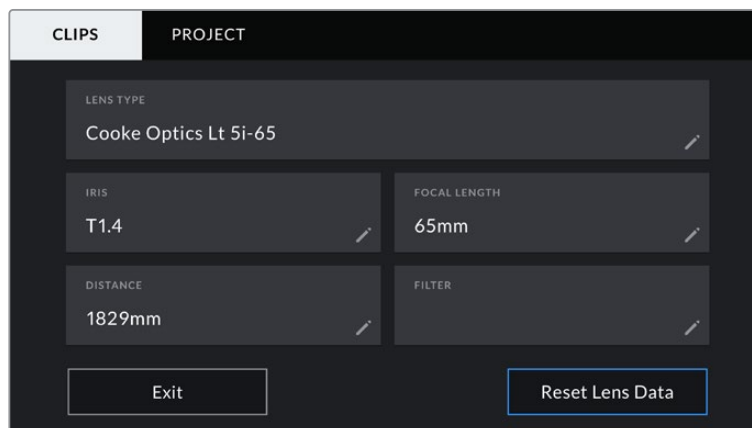 CLIPS PROJECT
LENS TYPE
Cooke Optics Lt 5i-65
IRIS FOCAL LENGTH
T1.4 65mm
DISTANCE FILTER
1829mm
Exit Reset Lens Data